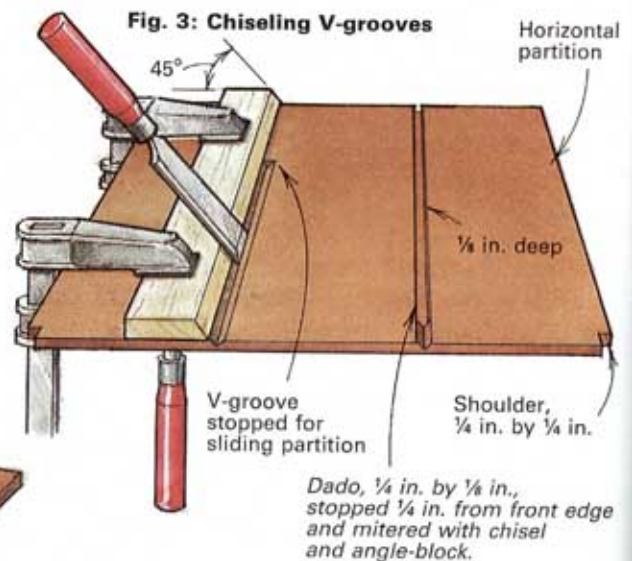 Fig. 3: Chiseling V-grooves
45°
Horizontal
partition
⅛ in. deep
V-groove
stopped for
sliding partition
Shoulder,
¼ in. by ¼ in.
Dado, ¼ in. by ⅛ in.,
stopped ¼ in. from front edge
and mitered with chisel
and angle-block.